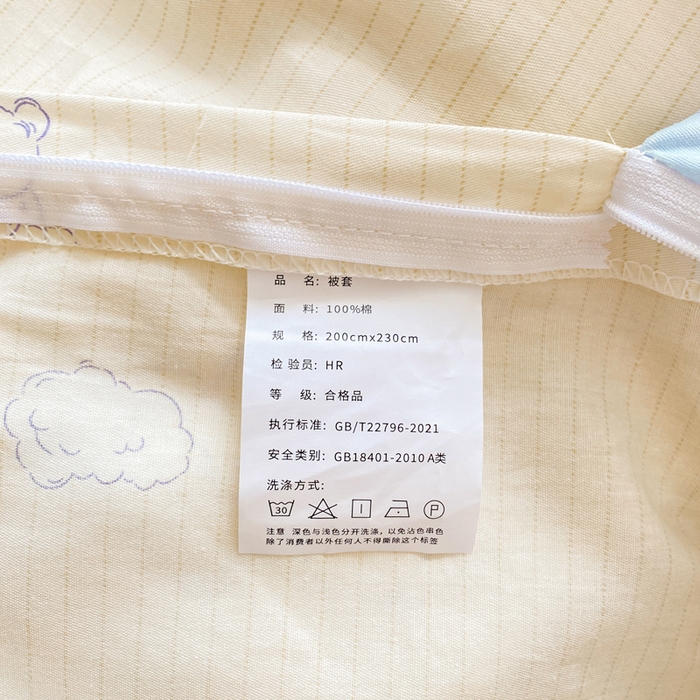 品 名: 被套
面 料: 100%棉
规 格: 200cmx230cm
检 验员: HR
等 级: 合格品
执行标准: GB/T22796-2021
安全类别: GB18401-2010 A类
洗涤方式:
30 P
注意 深色与浅色分开洗涤, 以免沾色串色
除了消费者以外任何人不得撕除这个标签